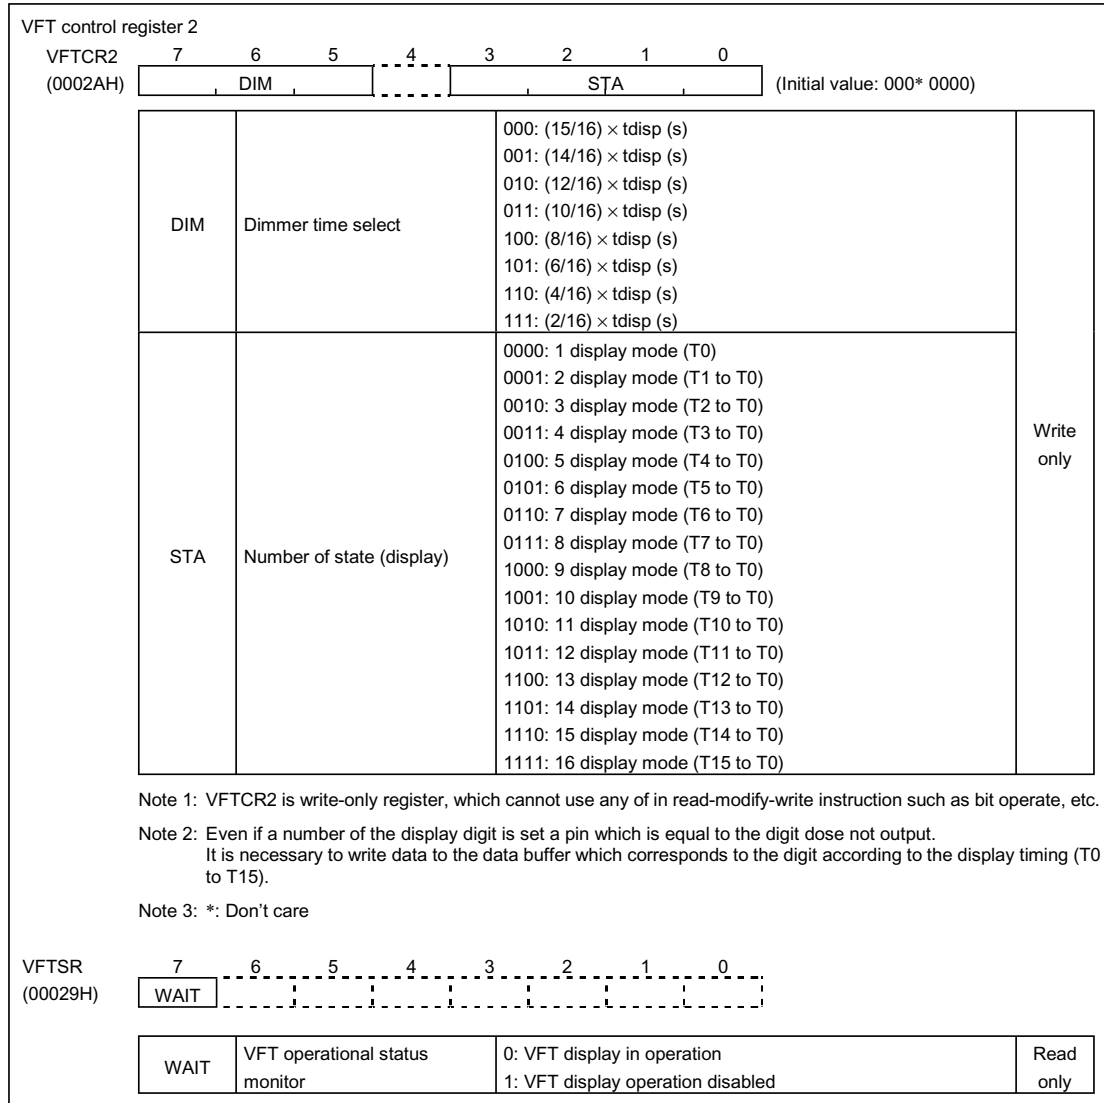 VFT control register 2
VFTCR2 7 6 5 4 3 2 1 0
(0002AH) DIM STA (Initial value: 000* 0000)
DIM Dimmer time select
000: (15/16) × tdisp (s)
001: (14/16) × tdisp (s)
010: (12/16) × tdisp (s)
011: (10/16) × tdisp (s)
100: (8/16) × tdisp (s)
101: (6/16) × tdisp (s)
110: (4/16) × tdisp (s)
111: (2/16) × tdisp (s)
STA Number of state (display)
0000: 1 display mode (T0)
0001: 2 display mode (T1 to T0)
0010: 3 display mode (T2 to T0)
0011: 4 display mode (T3 to T0)
0100: 5 display mode (T4 to T0)
0101: 6 display mode (T5 to T0)
0110: 7 display mode (T6 to T0)
0111: 8 display mode (T7 to T0)
1000: 9 display mode (T8 to T0)
1001: 10 display mode (T9 to T0)
1010: 11 display mode (T10 to T0)
1011: 12 display mode (T11 to T0)
1100: 13 display mode (T12 to T0)
1101: 14 display mode (T13 to T0)
1110: 15 display mode (T14 to T0)
1111: 16 display mode (T15 to T0)
Write
only
Note 1: VFTCR2 is write-only register, which cannot use any of in read-modify-write instruction such as bit operate, etc.
Note 2: Even if a number of the display digit is set a pin which is equal to the digit dose not output.
It is necessary to write data to the data buffer which corresponds to the digit according to the display timing (T0
to T15).
Note 3: *: Don't care
VFTSR 7 6 5 4 3 2 1 0
(00029H) WAIT
WAIT
VFT operational status
monitor
0: VFT display in operation
1: VFT display operation disabled
Read
only